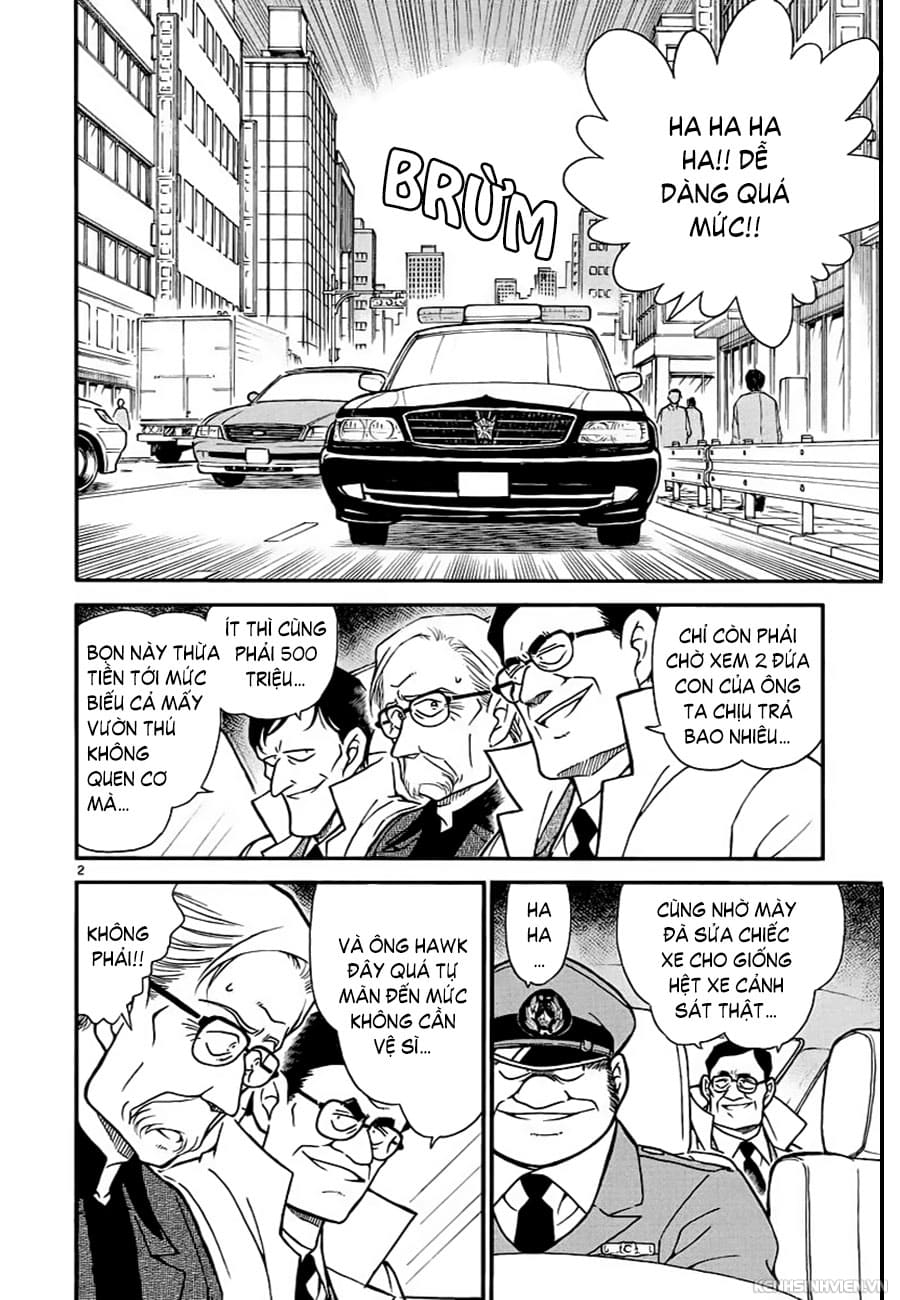 HA HA HA
HA!! DỄ
DÀNG QUÁ
MỨC!!
BRỪM
CHỈ CÒN PHẢI
CHỜ XEM 2 ĐỨA
CON CỦA ÔNG
TA CHỊU TRẢ
BAO NHIÊU...
ÍT THÌ CŨNG
PHẢI 500
TRIỆU...
BỌN NÀY THỪA
TIỀN TỚI MỨC
BIẾU CẢ MẤY
VƯỜN THÚ
KHÔNG
QUEN CƠ
MÀ...
2
CŨNG NHỜ MÀY
ĐÃ SỬA CHIẾC
XE CHO GIỐNG
HỆT XE CẢNH
SÁT THẬT...
HA
HA
...
VÀ ÔNG HAWK
ĐÂY QUÁ TỰ
MÃN ĐẾN MỨC
KHÔNG CẦN
VỆ SĨ...
KHÔNG
PHẢI!!
KENHSINHVIEN.VN